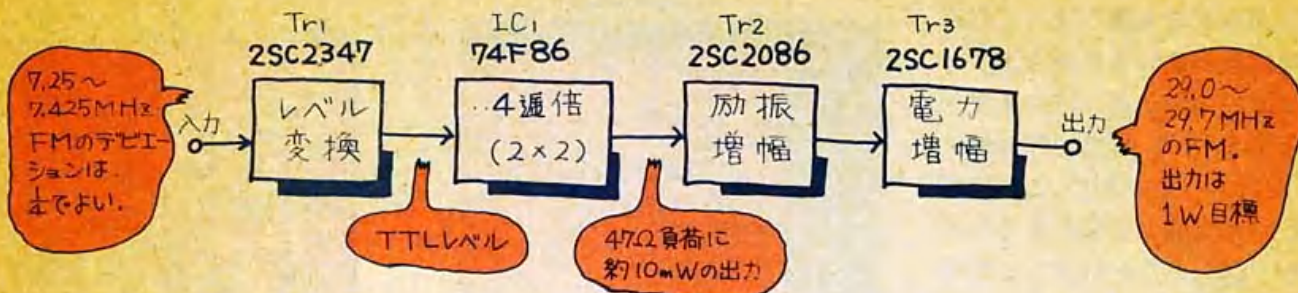 Tr1
2SC2347
IC1
74F86
Tr2
2SC2086
Tr3
2SC1678
7.25～
7.425MHz
FMのデビエー
ションは
1/4でよい.
入力
レベル
変換
4逓倍
(2×2)
励振
増幅
電力
増幅
出力
29.0～
29.7MHz
のFM。
出力は
1W目標
TTLレベル
47Ω負荷に
約10mWの出力